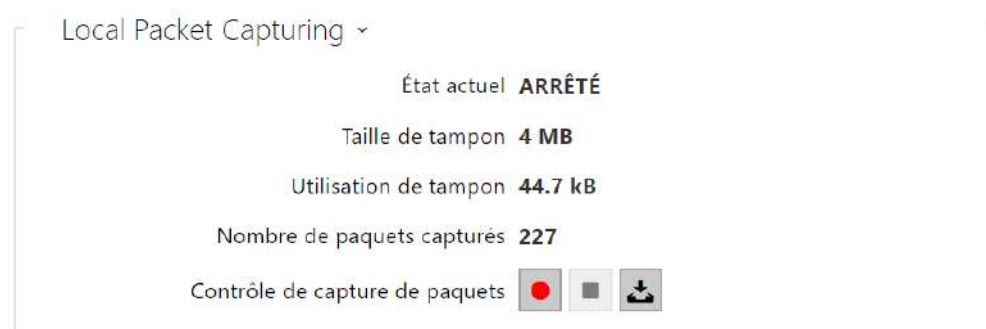 Local Packet Capturing
État actuel ARRÊTÉ
Taille de tampon 4 MB
Utilisation de tampon 44.7 kB
Nombre de paquets capturés 227
Contrôle de capture de paquets